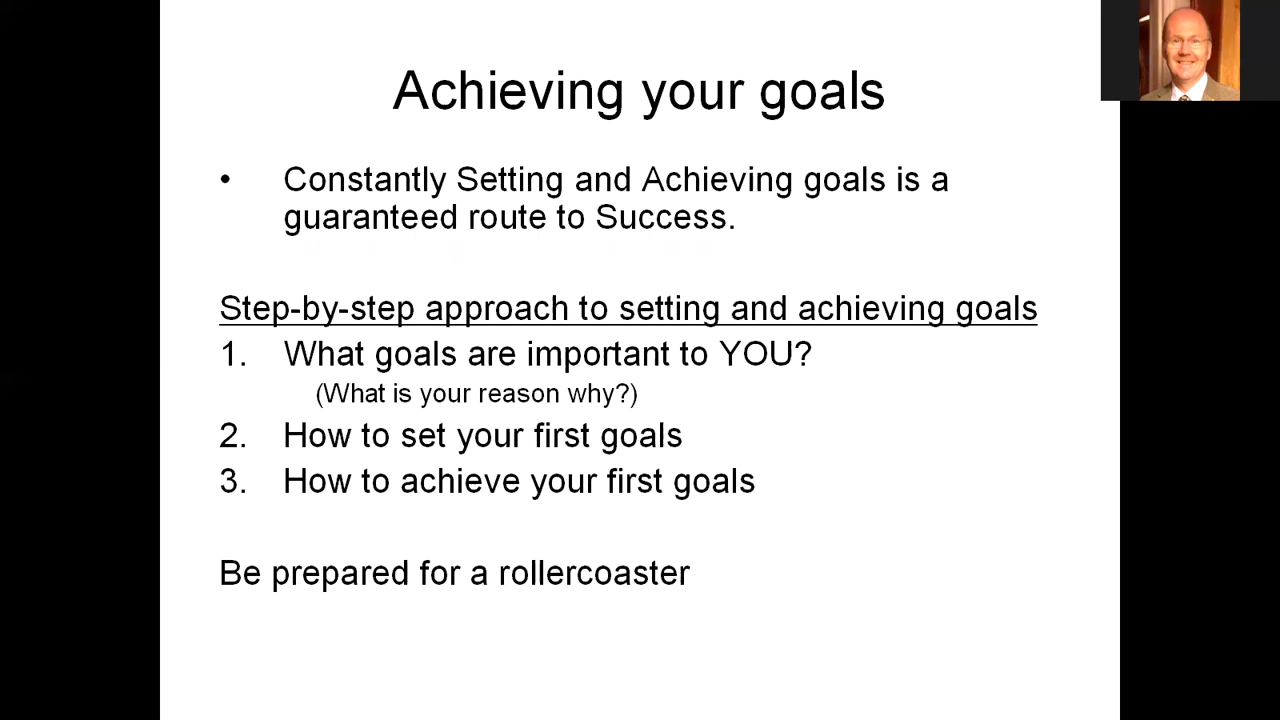 Achieving your goals
• Constantly Setting and Achieving goals is a
guaranteed route to Success.
Step-by-step approach to setting and achieving goals
1. What goals are important to YOU?
(What is your reason why?)
2. How to set your first goals
3. How to achieve your first goals
Be prepared for a rollercoaster